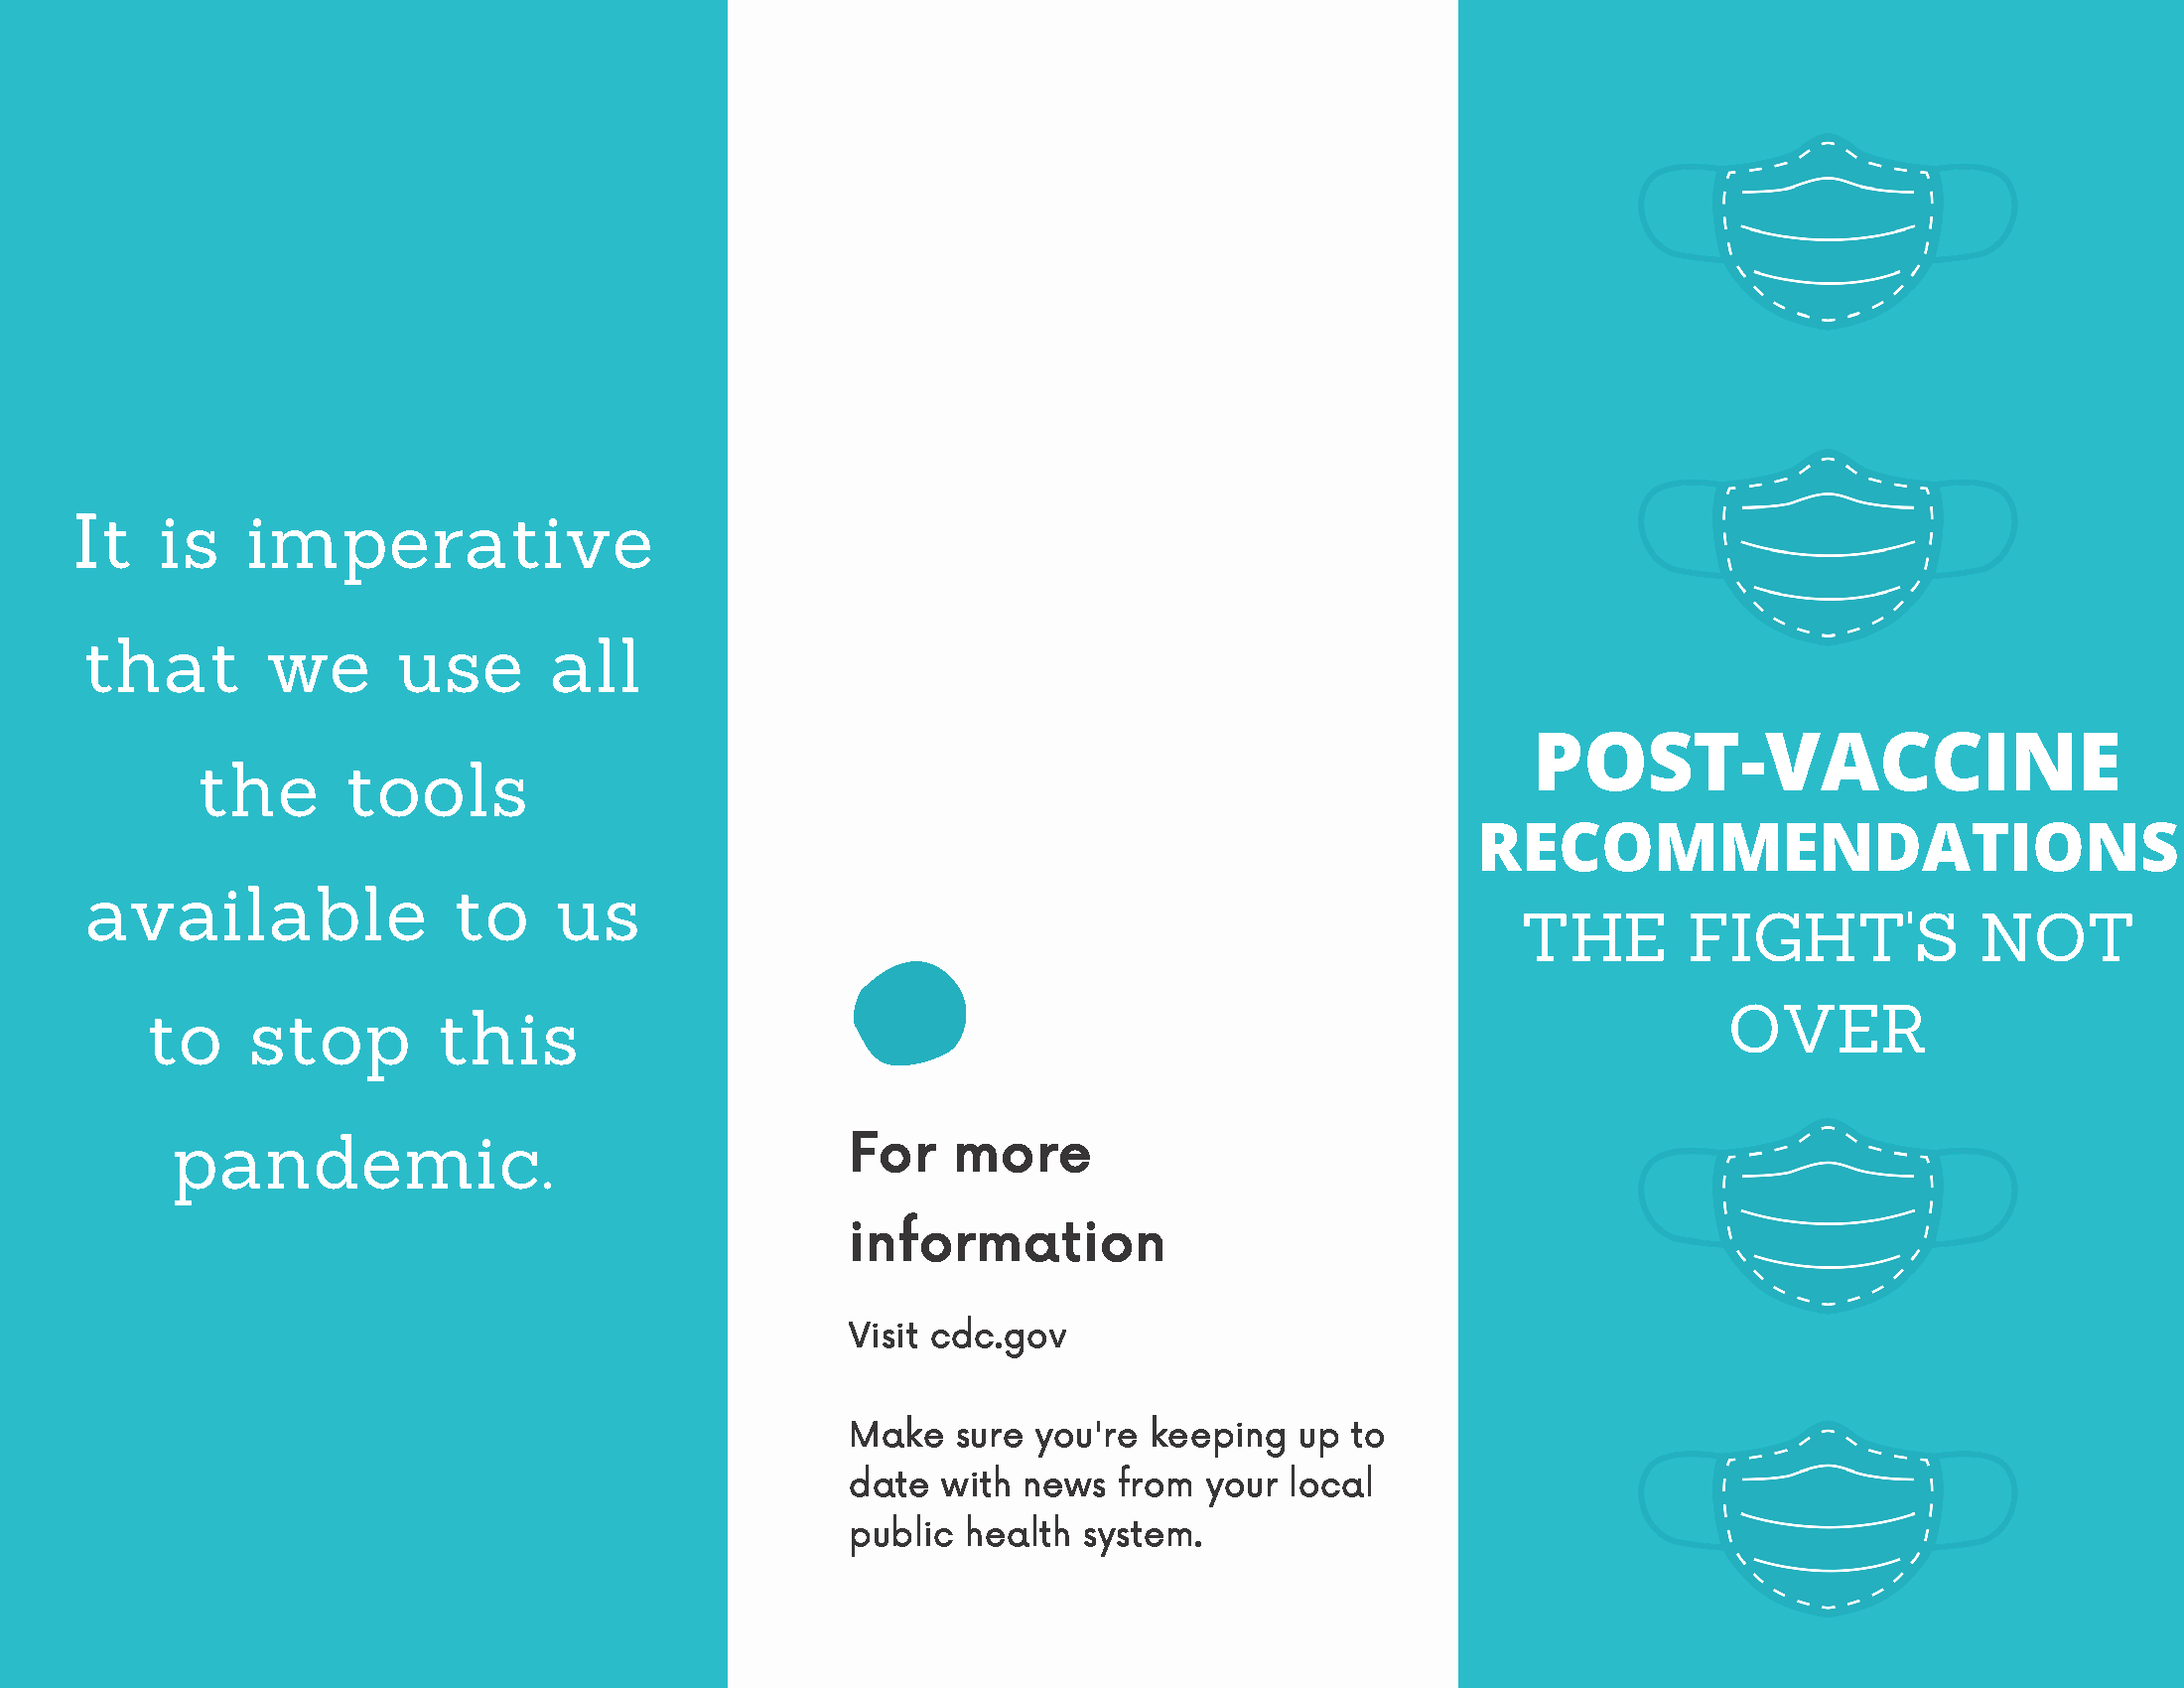 It is imperative
that we use all
the tools
available to us
to stop this
pandemic.
For more
information
Visit cdc.gov
Make sure you're keeping up to
date with news from your local
public health system.
POST-VACCINE
RECOMMENDATIONS
THE FIGHT'S NOT
OVER